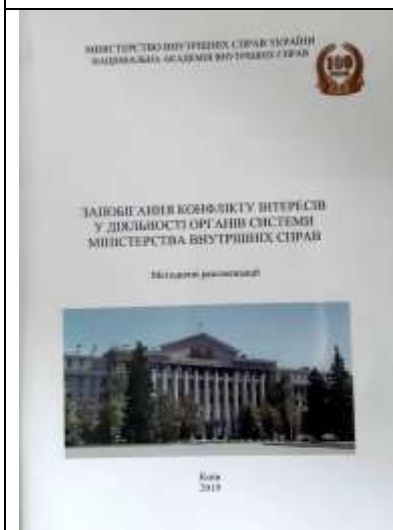 МІНІСТЕРСТВО ВНУТРІШНІХ СПРАВ УКРАЇНИ
НАЦІОНАЛЬНА АКАДЕМІЯ ВНУТРІШНІХ СПРАВ
100
ЗАПОБІГАННЯ КОНФЛІКТУ ІНТЕРЕСІВ
У ДІЯЛЬНОСТІ ОРГАНІВ СИСТЕМИ
МІНІСТЕРСТВА ВНУТРІШНІХ СПРАВ
Методичні рекомендації
Київ
2019